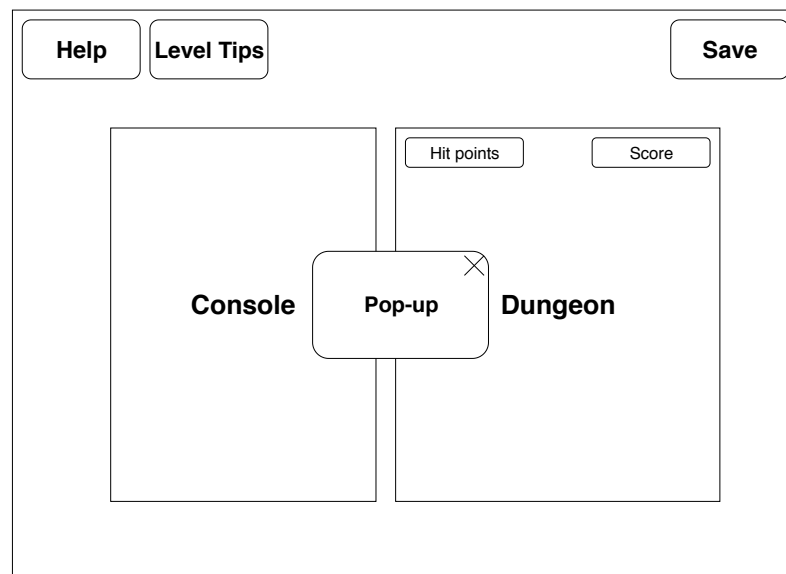 Help
Level Tips
Save
Hit points
Score
Console
Pop-up
Dungeon